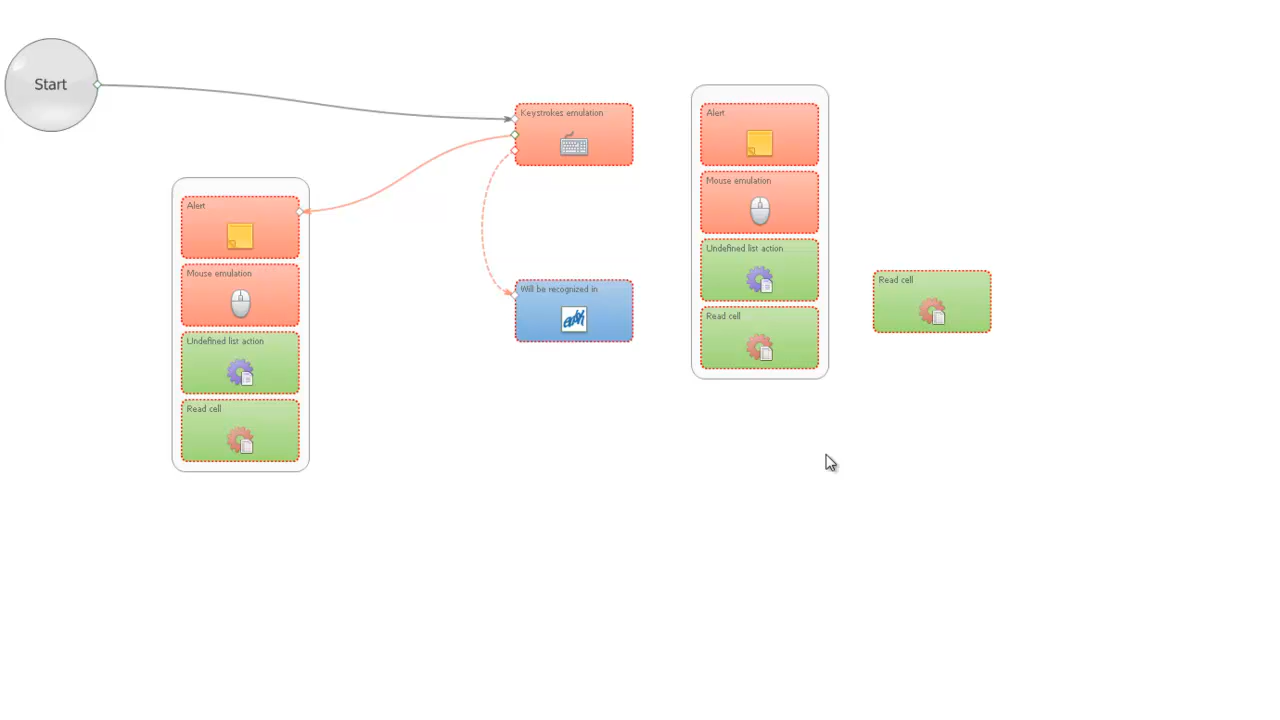 Start
Keystrokes emulation
Alert
Mouse emulation
Undefined list action
Read cell
Will be recognized in
Alert
Mouse emulation
Undefined list action
Read cell
Read cell